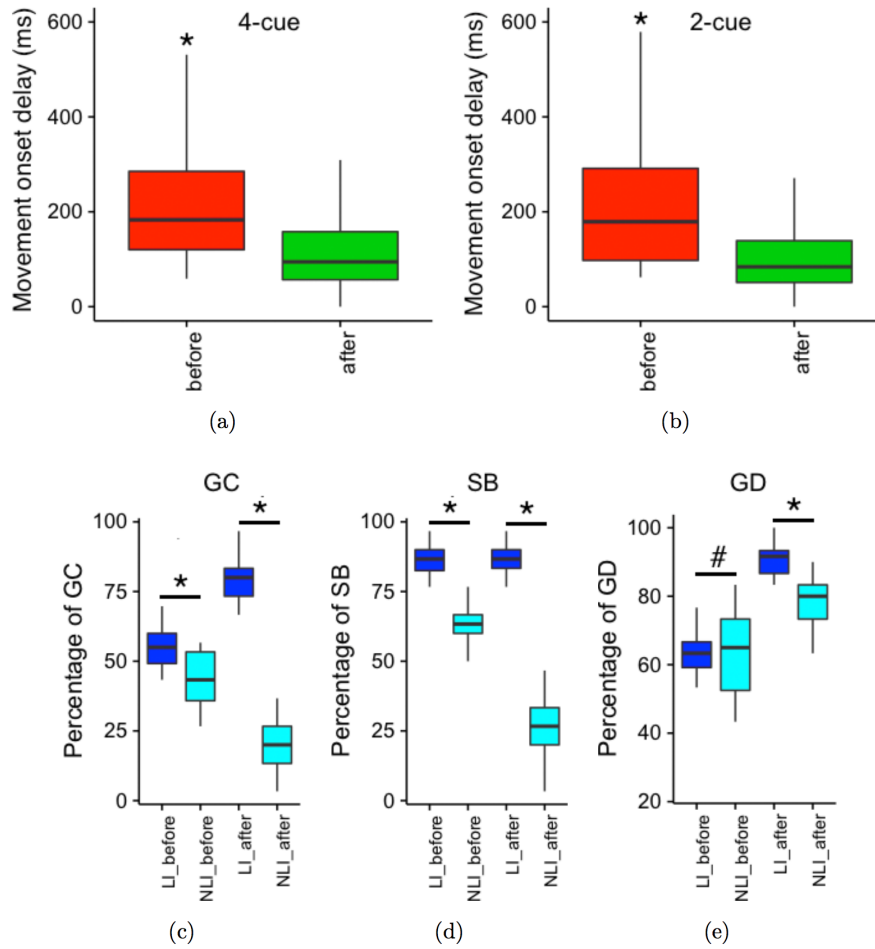 4-cue
Movement onset delay (ms)
600
400
200
0
*
before
after
(a)
2-cue
Movement onset delay (ms)
600
400
200
0
*
before
after
(b)
GC
Percentage of GC
100
75
50
25
0
*
*
LI_before
NLI_before
LI_after
NLI_after
(c)
SB
Percentage of SB
100
75
50
25
0
*
*
LI_before
NLI_before
LI_after
NLI_after
(d)
GD
Percentage of GD
100
80
60
40
20
#
*
LI_before
NLI_before
LI_after
NLI_after
(e)